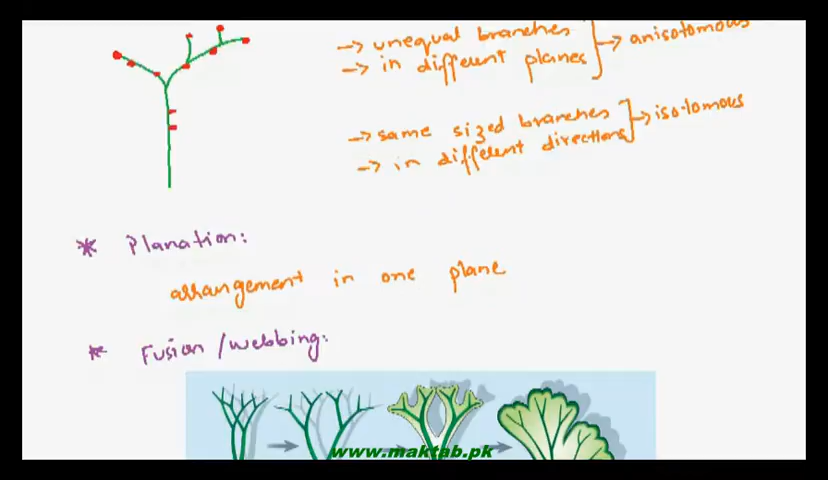 → unequal branches
→ in different planes
→ anisotomous
→ same sized branches
→ in different directions
→ isotomous
* Planation:
arrangement in one plane
* Fusion/webbing:
www.maktab.pk